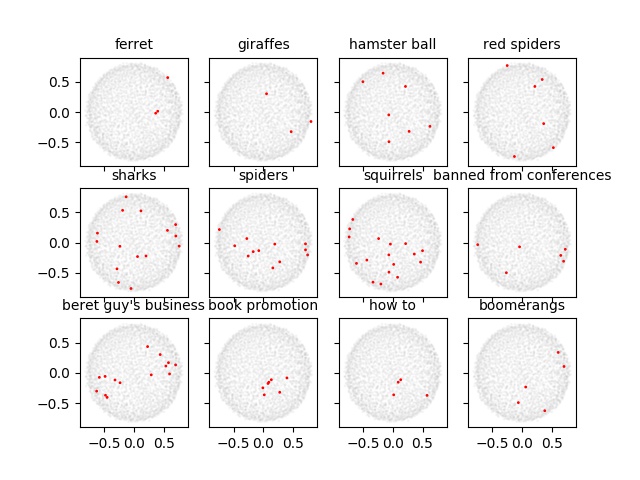 ferret giraffes hamster ball red spiders
0.5
0.0
−0.5
sharks spiders squirrels banned from conferences
0.5
0.0
−0.5
beret guy's business book promotion how to boomerangs
0.5
0.0
−0.5
−0.5 0.0 0.5 −0.5 0.0 0.5 −0.5 0.0 0.5 −0.5 0.0 0.5